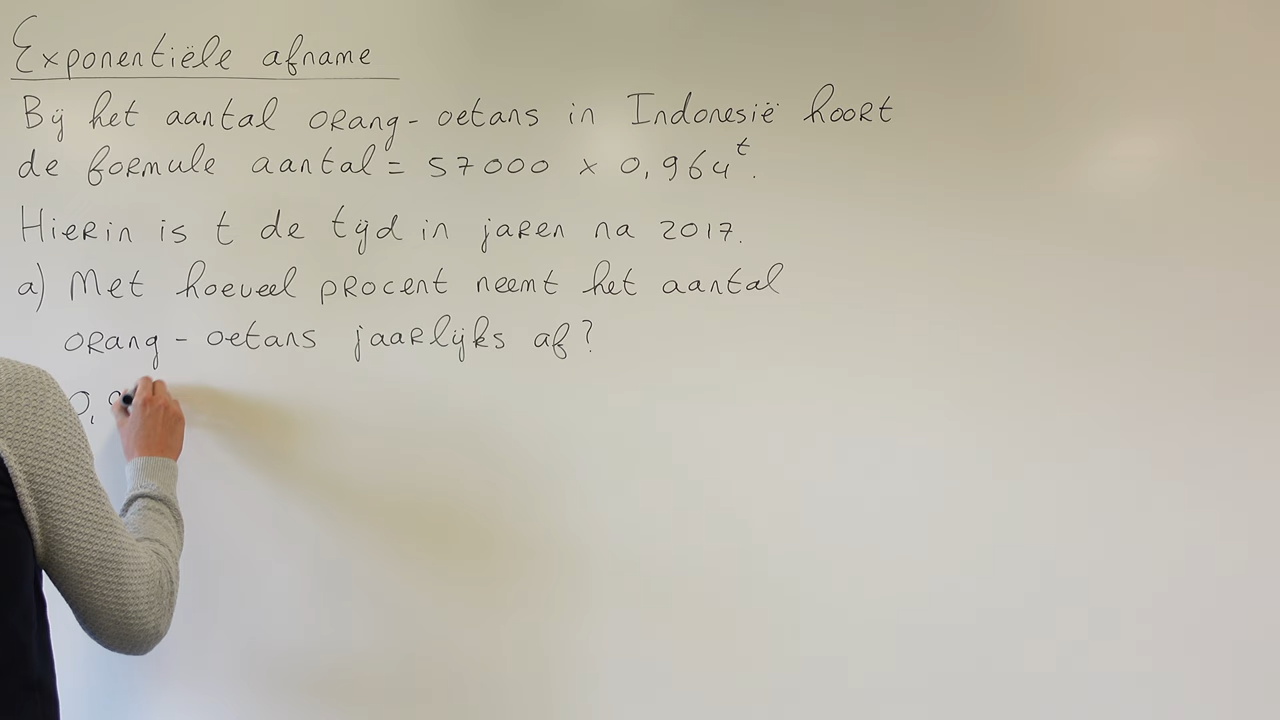 Exponentiële afname
Bij het aantal orang-oetans in Indonesië hoort
de formule aantal = 57000 x 0,964^t.
Hierin is t de tijd in jaren na 2017.
a) Met hoeveel procent neemt het aantal
orang-oetans jaarlijks af?
0,